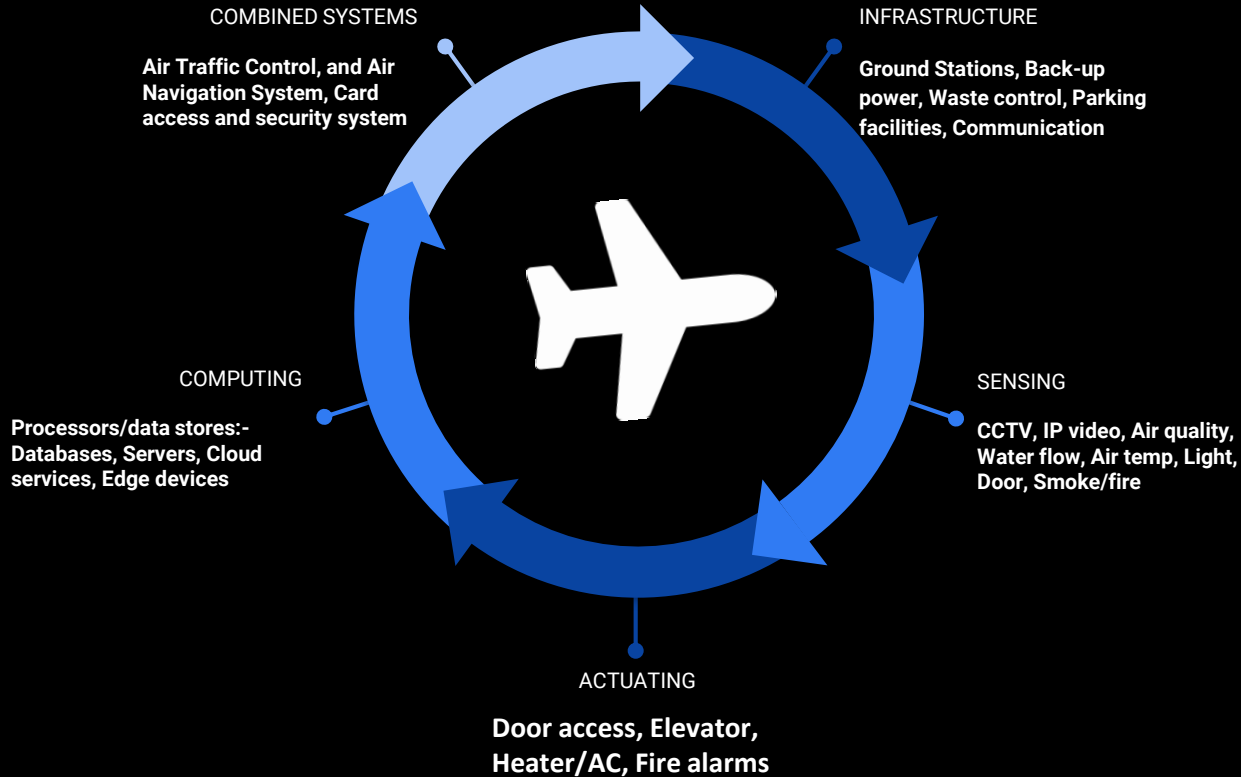 COMBINED SYSTEMS
Air Traffic Control, and Air
Navigation System, Card
access and security system
INFRASTRUCTURE
Ground Stations, Back-up
power, Waste control, Parking
facilities, Communication
SENSING
CCTV, IP video, Air quality,
Water flow, Air temp, Light,
Door, Smoke/fire
ACTUATING
Door access, Elevator,
Heater/AC, Fire alarms
COMPUTING
Processors/data stores:-
Databases, Servers, Cloud
services, Edge devices